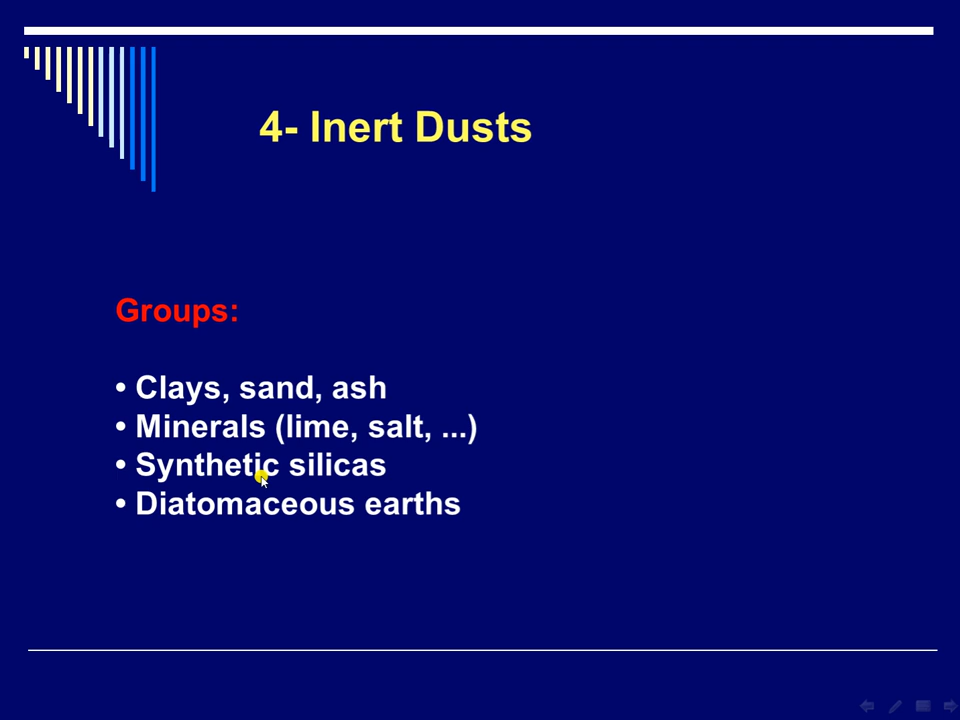 4- Inert Dusts
Groups:
• Clays, sand, ash
• Minerals (lime, salt, ...)
• Synthetic silicas
• Diatomaceous earths